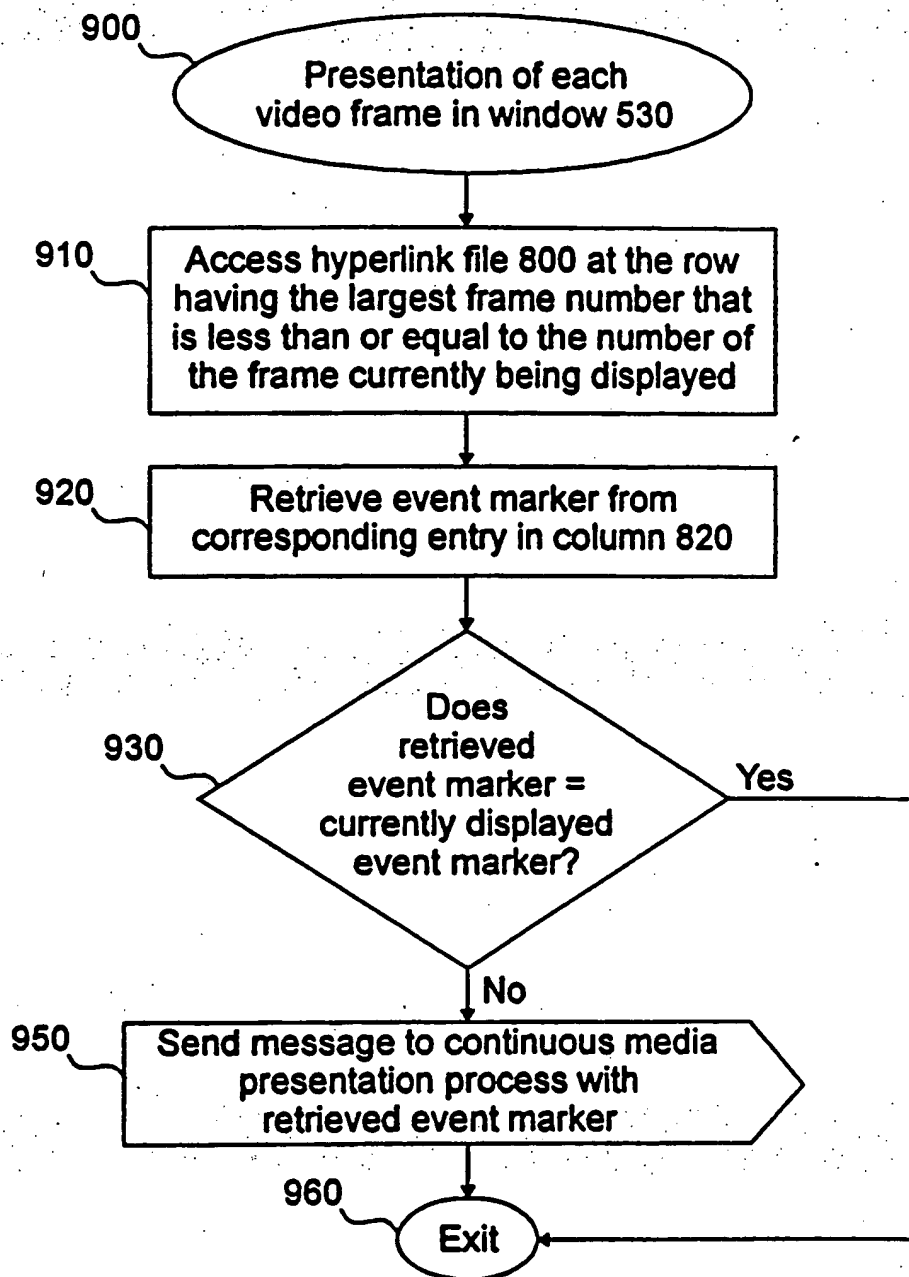 900
Presentation of each
video frame in window 530
910
Access hyperlink file 800 at the row
having the largest frame number that
is less than or equal to the number of
the frame currently being displayed
920
Retrieve event marker from
corresponding entry in column 820
930
Does
retrieved
event marker =
currently displayed
event marker?
Yes
No
950
Send message to continuous media
presentation process with
retrieved event marker
960
Exit